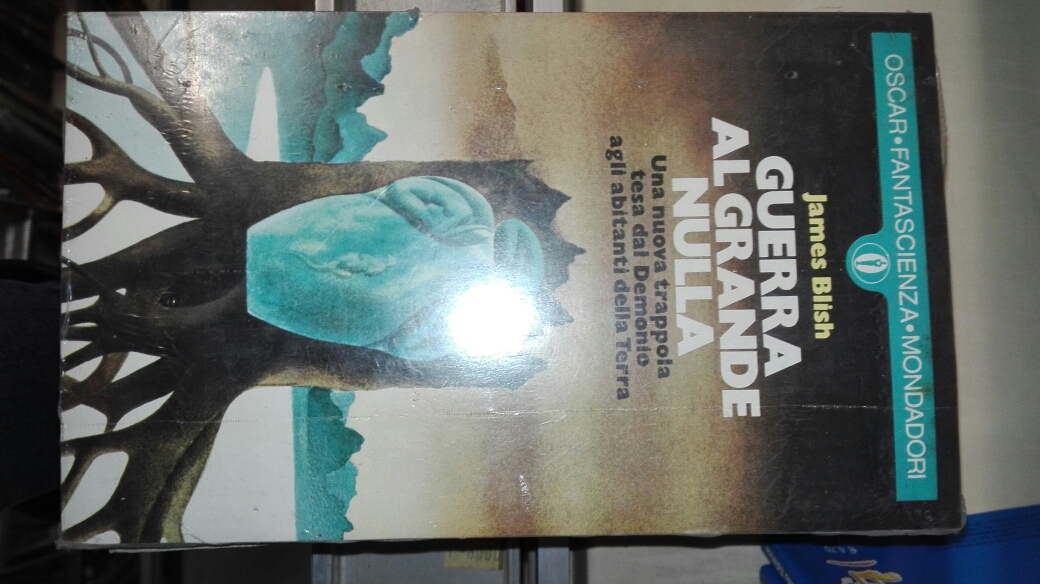 OSCAR•FANTASCIENZA•MONDADORI
James Blish
GUERRA
AL GRANDE
NULLA
Una nuova trappola
tesa dal Demonio
agli abitanti della Terra